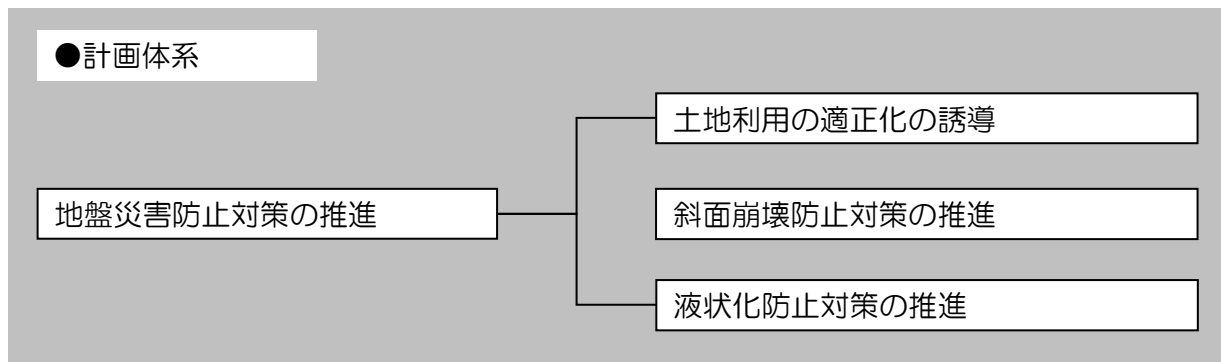 ●計画体系
土地利用の適正化の誘導
地盤災害防止対策の推進
斜面崩壊防止対策の推進
液状化防止対策の推進